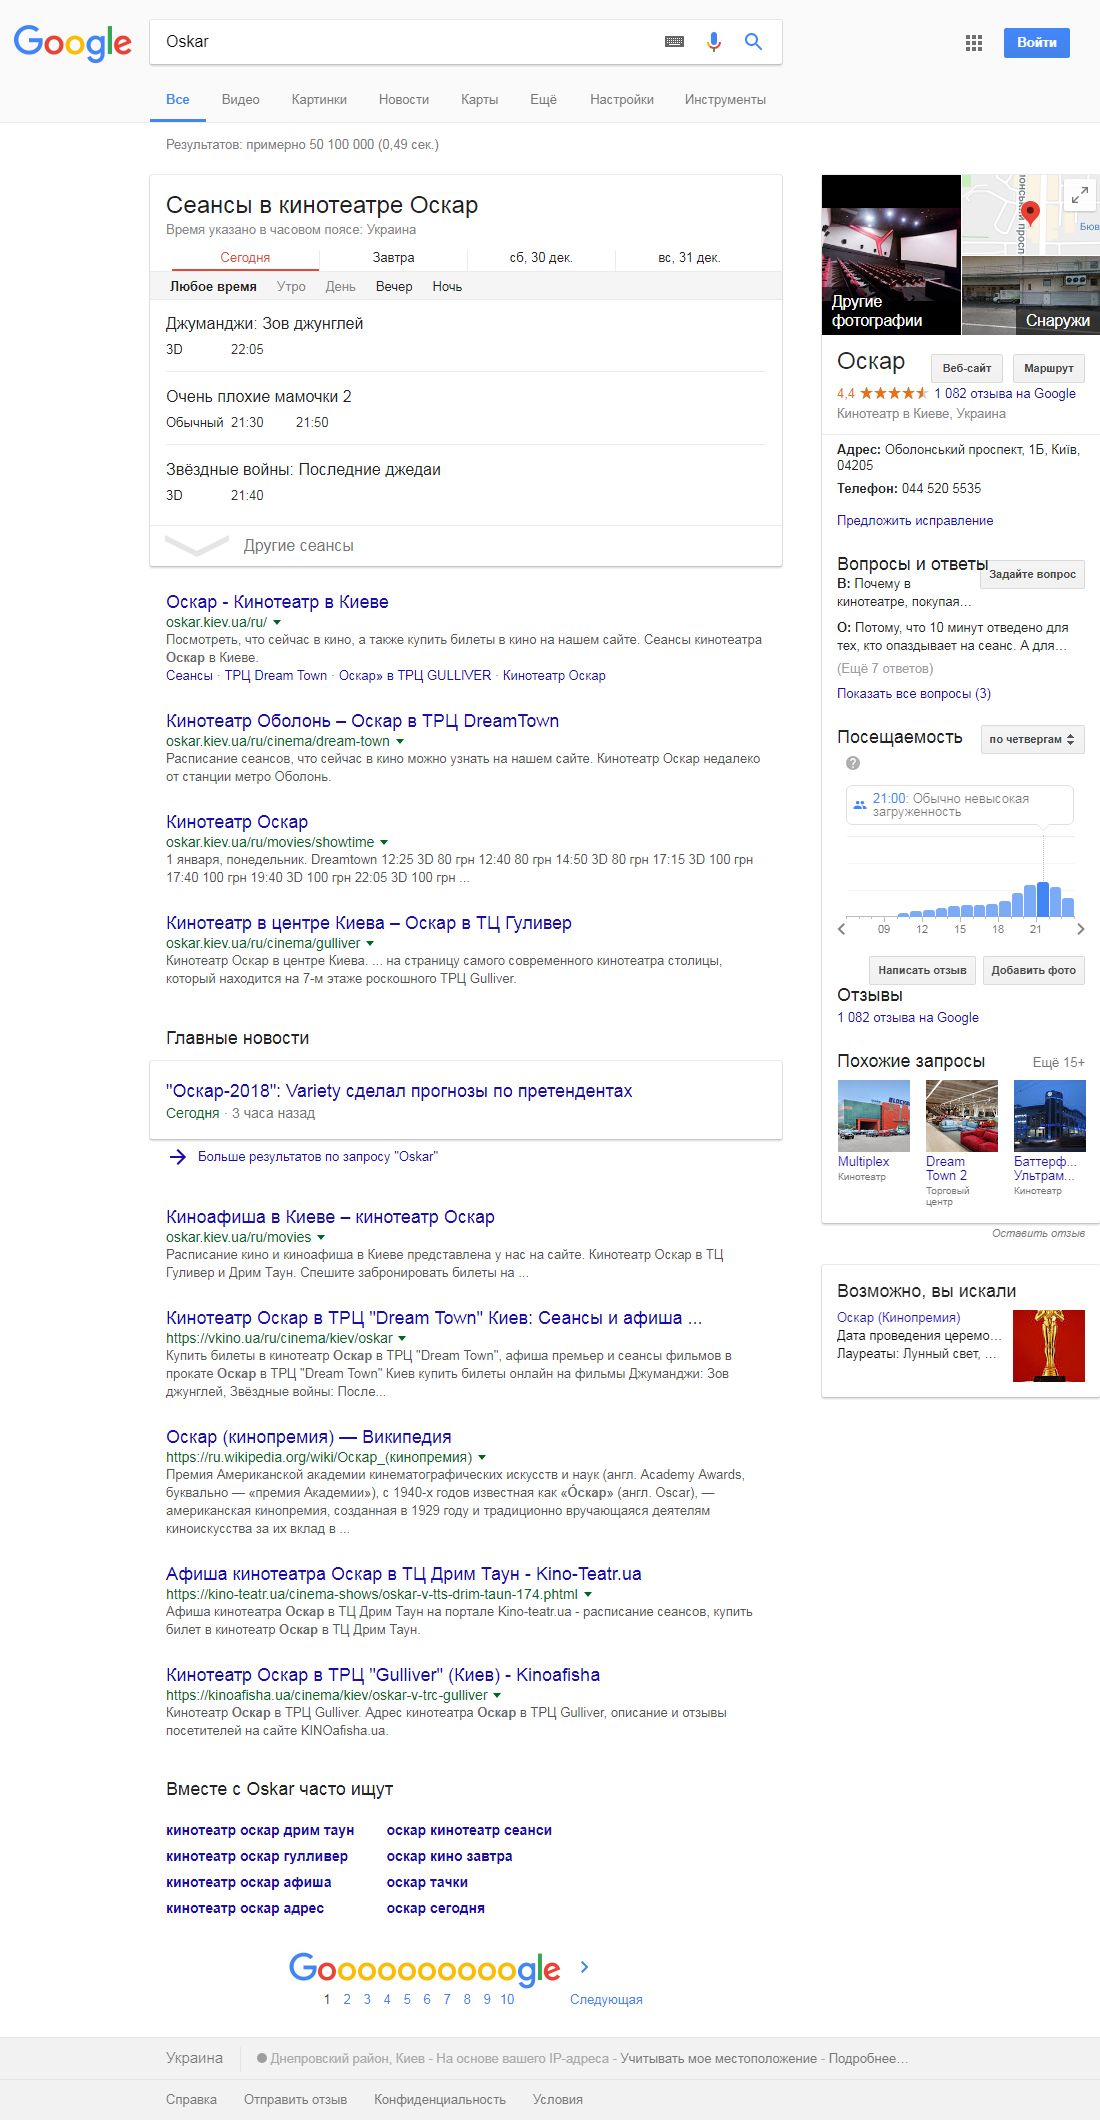 Google
Oskar
Войти
Все Видео Картинки Новости Карты Ещё Настройки Инструменты
Результатов: примерно 50 100 000 (0,49 сек.)
Сеансы в кинотеатре Оскар
Время указано в часовом поясе: Украина
Сегодня Завтра сб, 30 дек. вс, 31 дек.
Любое время Утро День Вечер Ночь
Джуманджи: Зов джунглей
3D 22:05
Очень плохие мамочки 2
Обычный 21:30 21:50
Звёздные войны: Последние джедаи
3D 21:40
Другие сеансы
Оскар - Кинотеатр в Киеве
oskar.kiev.ua/ru/
Посмотреть, что сейчас в кино, а также купить билеты в кино на нашем сайте. Сеансы кинотеатра
Оскар в Киеве.
Сеансы · ТРЦ Dream Town · Оскар» в ТРЦ GULLIVER · Кинотеатр Оскар
Кинотеатр Оболонь – Оскар в ТРЦ DreamTown
oskar.kiev.ua/ru/cinema/dream-town
Расписание сеансов, что сейчас в кино можно узнать на нашем сайте. Кинотеатр Оскар недалеко
от станции метро Оболонь.
Кинотеатр Оскар
oskar.kiev.ua/ru/movies/showtime
1 января, понедельник. Dreamtown 12:25 3D 80 грн 12:40 80 грн 14:50 3D 80 грн 17:15 3D 100 грн
17:40 100 грн 19:40 3D 100 грн 22:05 3D 100 грн ...
Кинотеатр в центре Киева – Оскар в ТЦ Гуливер
oskar.kiev.ua/ru/cinema/gulliver
Кинотеатр Оскар в центре Киева. ... на страницу самого современного кинотеатра столицы,
который находится на 7-м этаже роскошного ТРЦ Gulliver.
Главные новости
"Оскар-2018": Variety сделал прогнозы по претендентах
Сегодня · 3 часа назад
Больше результатов по запросу "Oskar"
Киноафиша в Киеве – кинотеатр Оскар
oskar.kiev.ua/ru/movies
Расписание кино и киноафиша в Киеве представлена у нас на сайте. Кинотеатр Оскар в ТЦ
Гуливер и Дрим Таун. Спешите забронировать билеты на ...
Кинотеатр Оскар в ТРЦ "Dream Town" Киев: Сеансы и афиша ...
https://vkino.ua/ru/cinema/kiev/oskar
Купить билеты в кинотеатр Оскар в ТРЦ "Dream Town", афиша премьер и сеансы фильмов в
прокате Оскар в ТРЦ "Dream Town" Киев купить билеты онлайн на фильмы Джуманджи: Зов
джунглей, Звёздные войны: После...
Оскар (кинопремия) — Википедия
https://ru.wikipedia.org/wiki/Оскар_(кинопремия)
Премия Американской академии кинематографических искусств и наук (англ. Academy Awards,
буквально — «премия Академии»), с 1940-х годов известная как «Óскар» (англ. Oscar), —
американская кинопремия, созданная в 1929 году и традиционно вручающаяся деятелям
киноискусства за их вклад в ...
Афиша кинотеатра Оскар в ТЦ Дрим Таун - Kino-Teatr.ua
https://kino-teatr.ua/cinema-shows/oskar-v-tts-drim-taun-174.phtml
Афиша кинотеатра Оскар в ТЦ Дрим Таун на портале Kino-teatr.ua - расписание сеансов, купить
билет в кинотеатр Оскар в ТЦ Дрим Таун.
Кинотеатр Оскар в ТРЦ "Gulliver" (Киев) - Kinoafisha
https://kinoafisha.ua/cinema/kiev/oskar-v-trc-gulliver
Кинотеатр Оскар в ТРЦ Gulliver. Адрес кинотеатра Оскар в ТРЦ Gulliver, описание и отзывы
посетителей на сайте KINOафиша.ua.
Вместе с Oskar часто ищут
кинотеатр оскар дрим таун оскар кинотеатр сеанси
кинотеатр оскар гулливер оскар кино завтра
кинотеатр оскар афиша оскар тачки
кинотеатр оскар адрес оскар сегодня
Другие
фотографии
Снаружи
Бюв
Оскар
Веб-сайт Маршрут
4,4 1 082 отзыва на Google
Кинотеатр в Киеве, Украина
Адрес: Оболонський проспект, 1Б, Київ,
04205
Телефон: 044 520 5535
Предложить исправление
Вопросы и ответы
Задайте вопрос
В: Почему в
кинотеатре, покупая...
О: Потому, что 10 минут отведено для
тех, кто опаздывает на сеанс. А для...
(Ещё 7 ответов)
Показать все вопросы (3)
Посещаемость по четвергам
21:00: Обычно невысокая
загруженность
09 12 15 18 21
Написать отзыв Добавить фото
Отзывы
1 082 отзыва на Google
Похожие запросы Ещё 15+
Multiplex
Кинотеатр
Dream
Town 2
Торговый
центр
Баттерф...
Ультрам...
Кинотеатр
Оставить отзыв
Возможно, вы искали
Оскар (Кинопремия)
Дата проведения церемо...
Лауреаты: Лунный свет, ...
Goooooooooogle
1 2 3 4 5 6 7 8 9 10 Следующая
Украина Днепровский район, Киев - На основе вашего IP-адреса - Учитывать мое местоположение - Подробнее...
Справка Отправить отзыв Конфиденциальность Условия